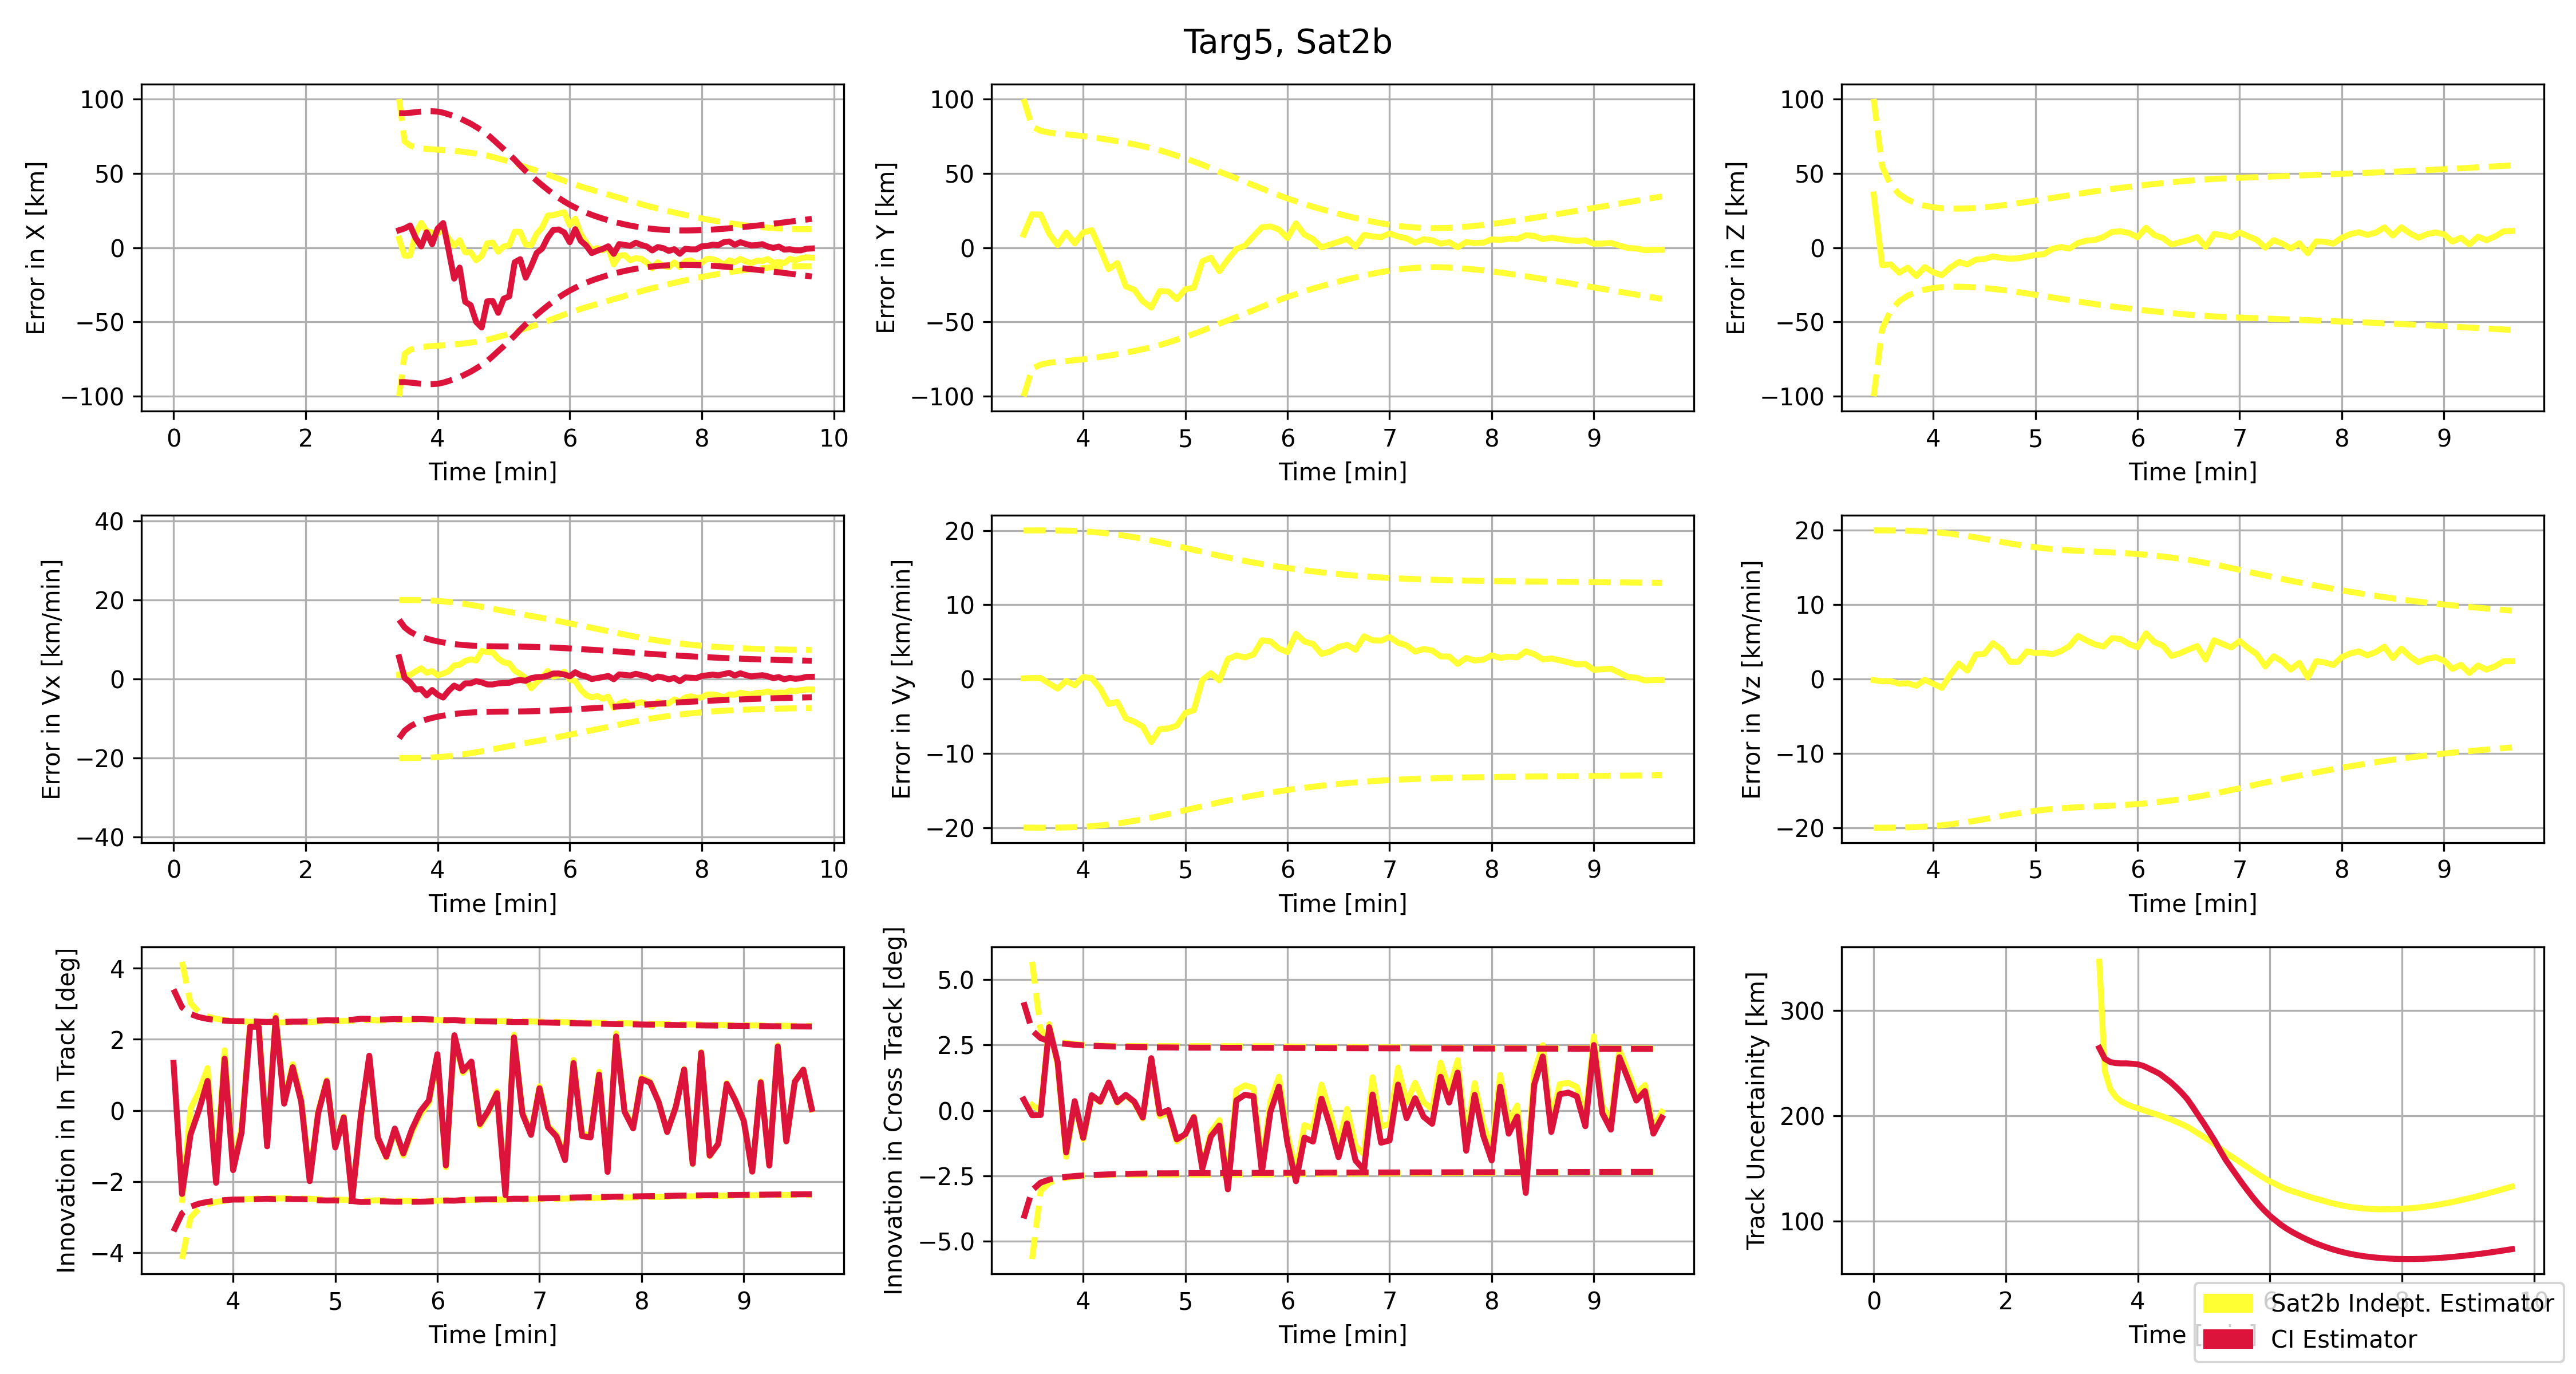 Targ5, Sat2b
Error in X [km]
100
50
0
−50
−100
0 2 4 6 8 10
Time [min]
Error in Y [km]
100
50
0
−50
−100
4 5 6 7 8 9
Time [min]
Error in Z [km]
100
50
0
−50
−100
4 5 6 7 8 9
Time [min]
Error in Vx [km/min]
40
20
0
−20
−40
0 2 4 6 8 10
Time [min]
Error in Vy [km/min]
20
10
0
−10
−20
4 5 6 7 8 9
Time [min]
Error in Vz [km/min]
20
10
0
−10
−20
4 5 6 7 8 9
Time [min]
Innovation in In Track [deg]
4
2
0
−2
−4
4 5 6 7 8 9
Time [min]
Innovation in Cross Track [deg]
5.0
2.5
0.0
−2.5
−5.0
4 5 6 7 8 9
Time [min]
Track Uncertainity [km]
300
200
100
0 2 4 6 8 10
Time [min]
Sat2b Indept. Estimator
CI Estimator